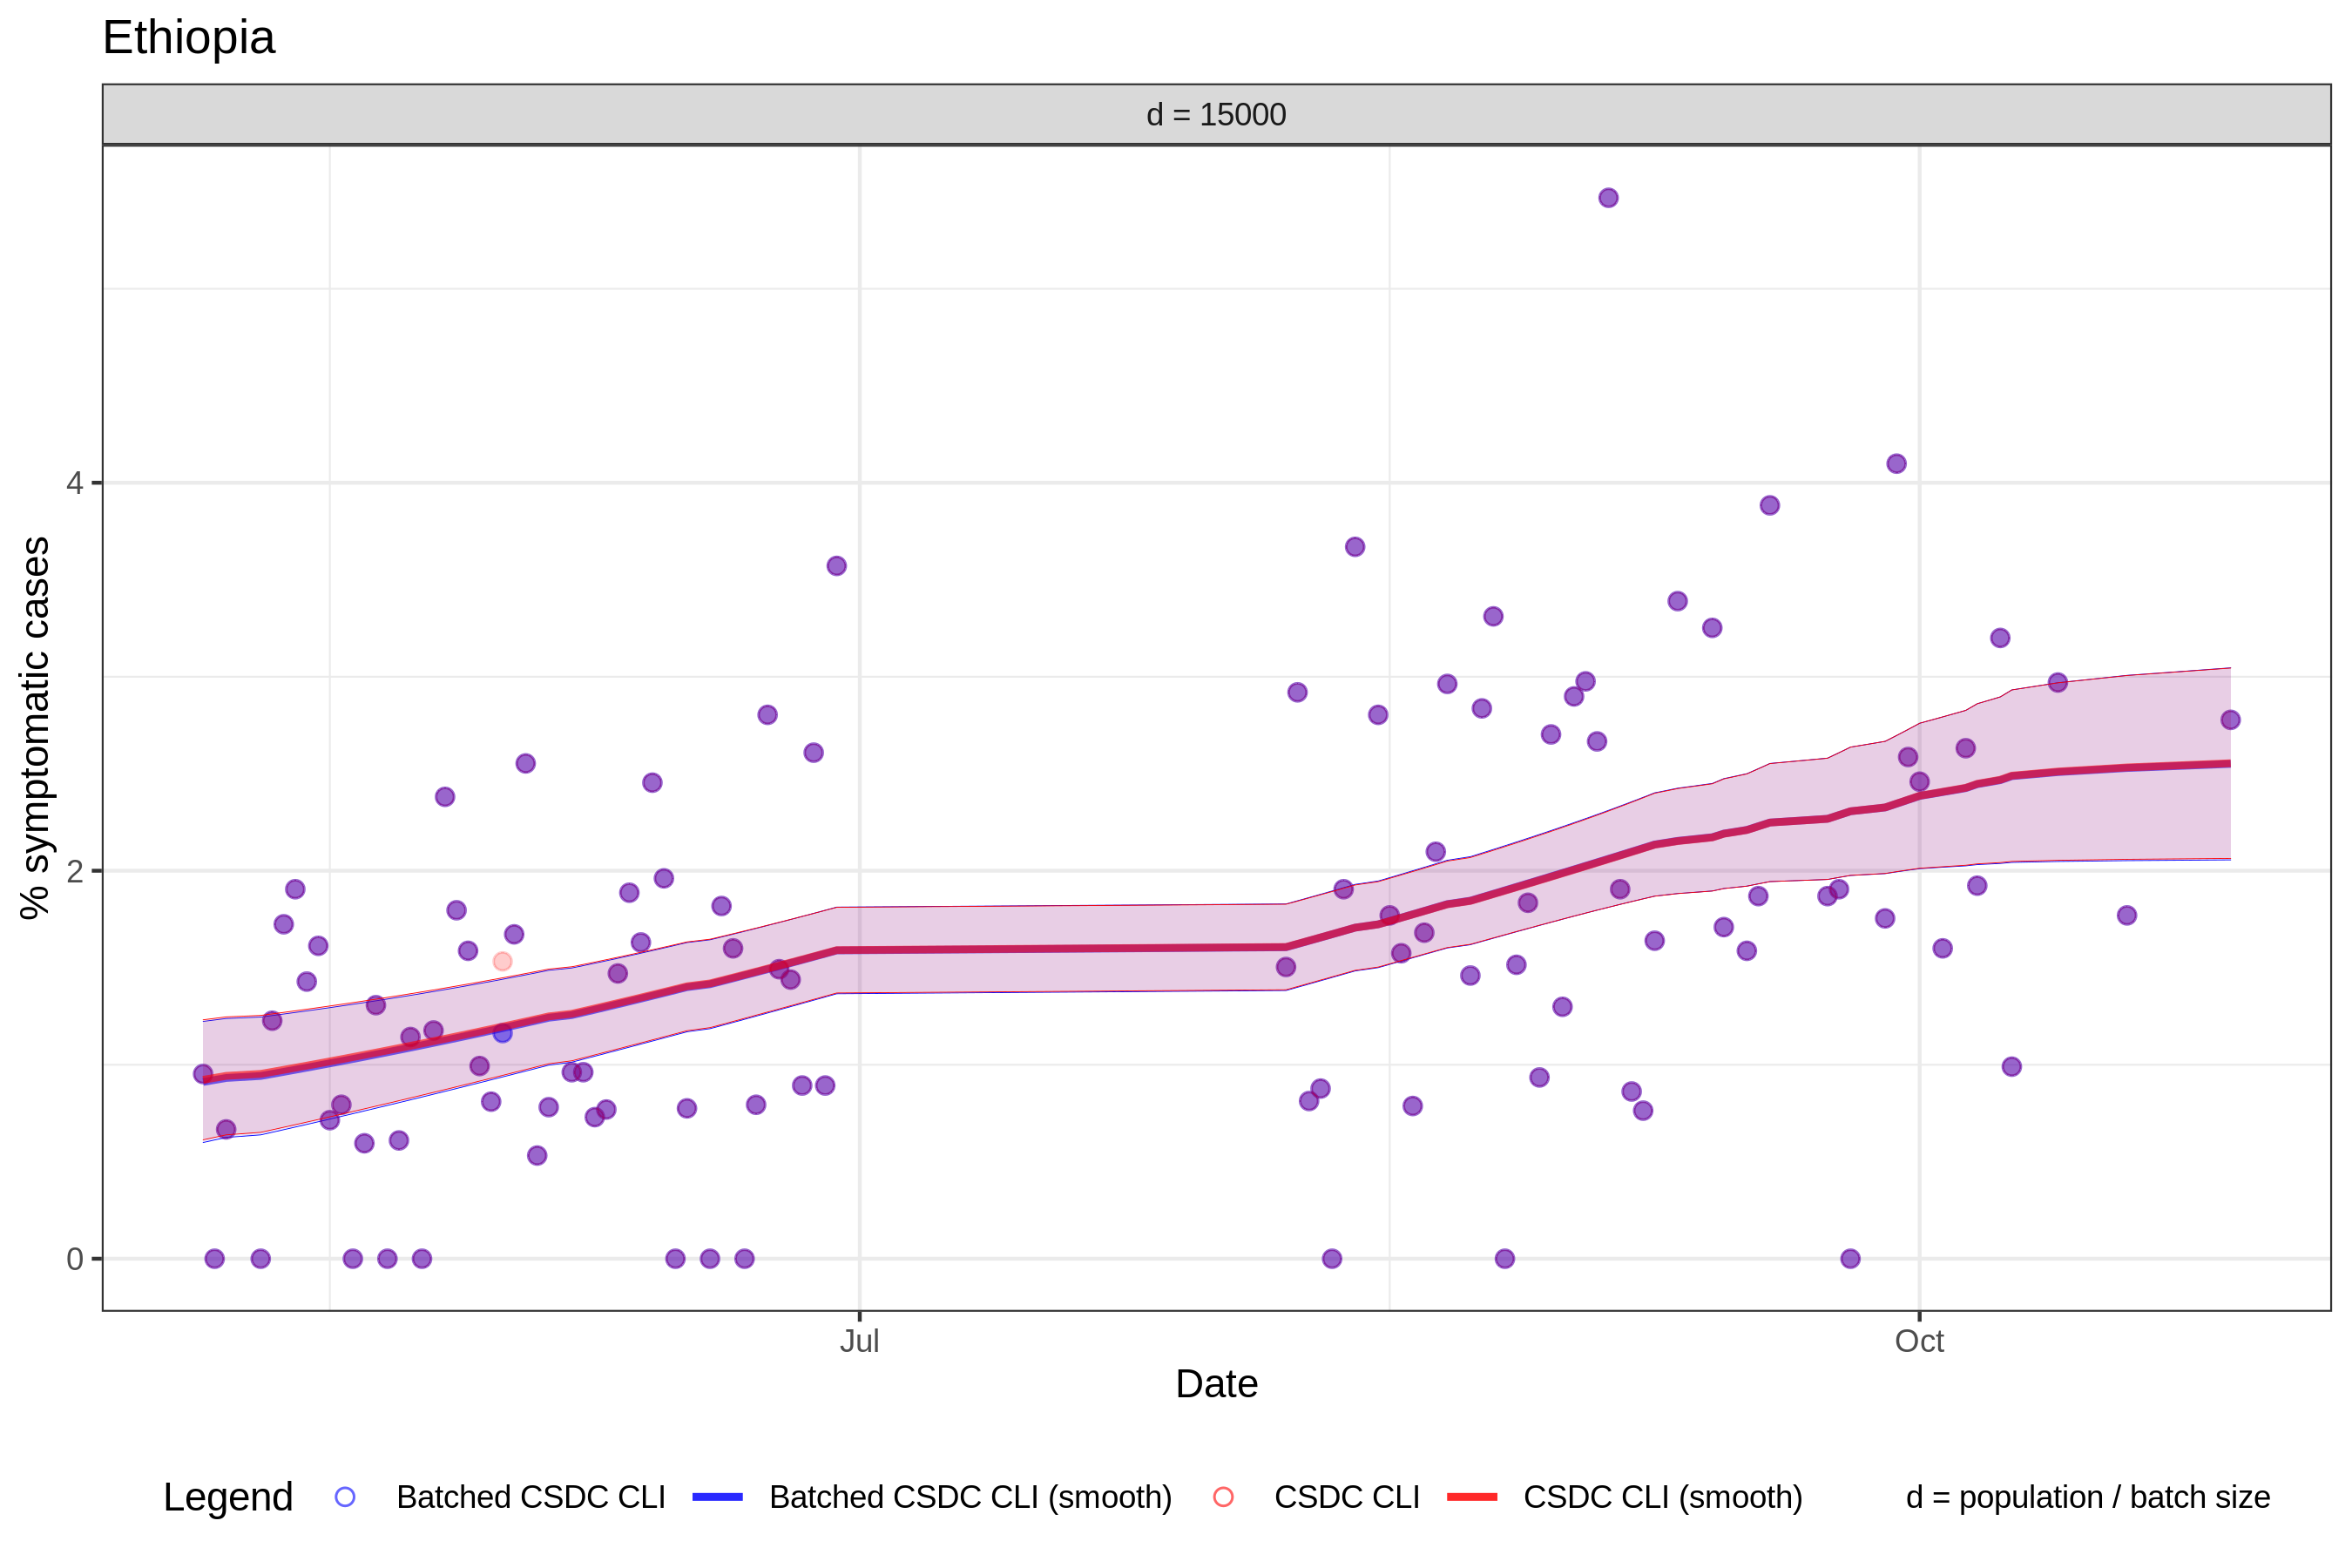 Ethiopia
d = 15000
% symptomatic cases
4
2
0
Jul
Oct
Date
Legend
Batched CSDC CLI
Batched CSDC CLI (smooth)
CSDC CLI
CSDC CLI (smooth)
d = population / batch size